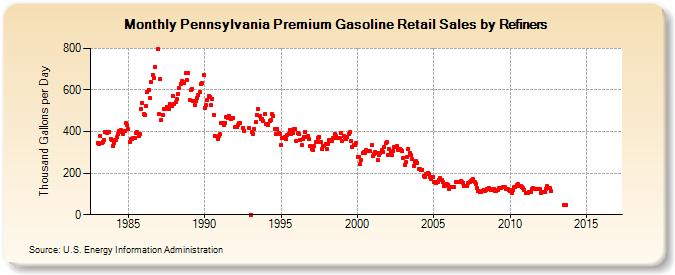 Monthly Pennsylvania Premium Gasoline Retail Sales by Refiners
Thousand Gallons per Day
800
600
400
200
0
1985 1990 1995 2000 2005 2010 2015
Source: U.S. Energy Information Administration